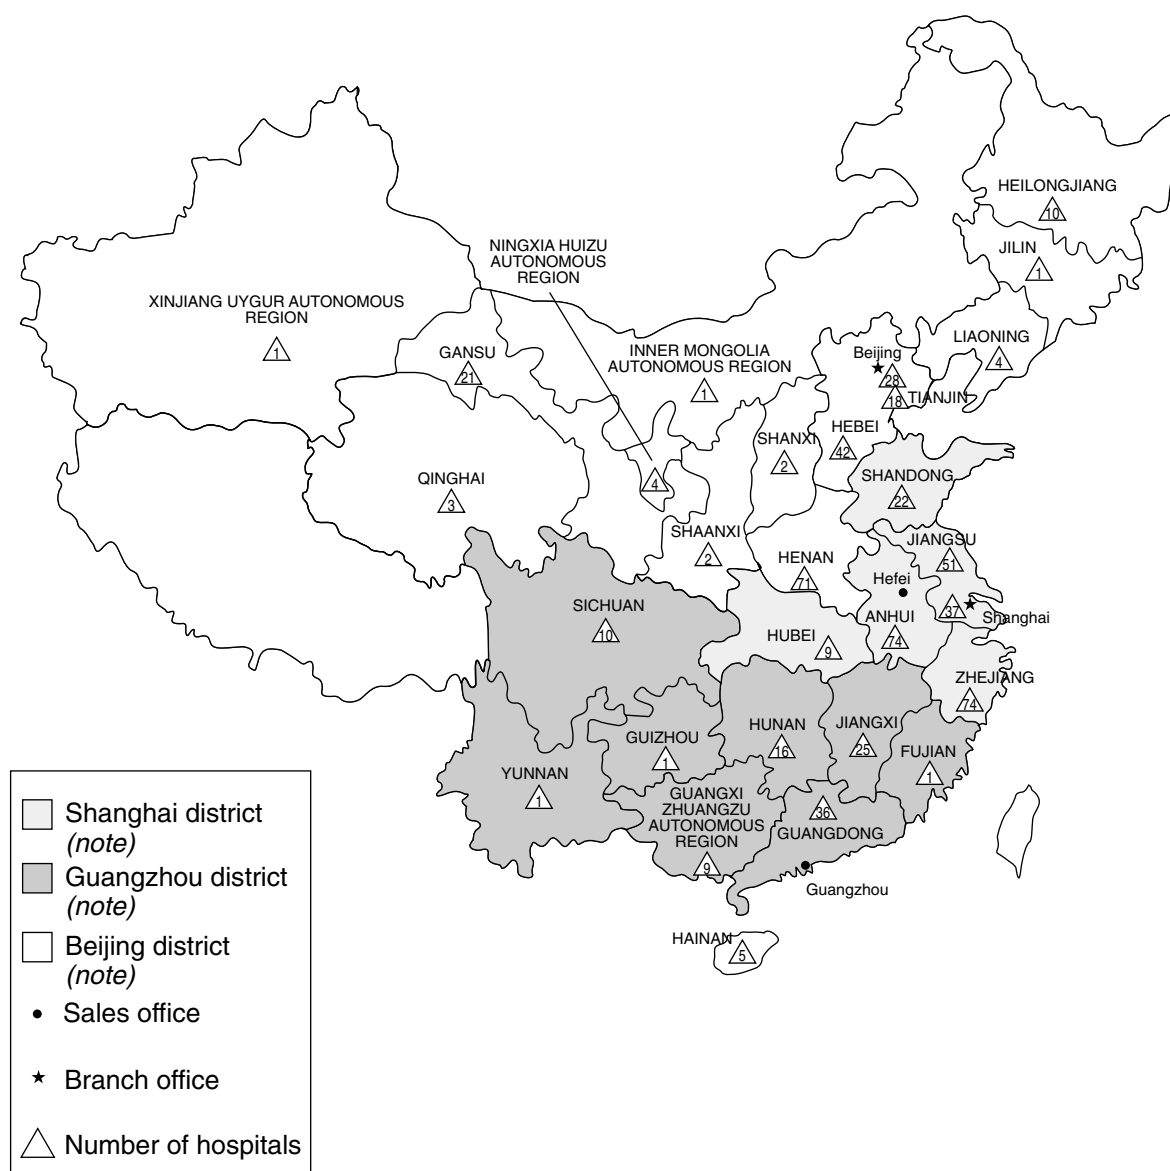 HEILONGJIANG
10
JILIN
1
NINGXIA HUIZU
AUTONOMOUS
REGION
XINJIANG UYGUR AUTONOMOUS
REGION
1
GANSU
21
INNER MONGOLIA
AUTONOMOUS REGION
1
LIAONING
4
Beijing
28
18
TIANJIN
SHANXI
2
HEBEI
42
QINGHAI
3
4
SHANDONG
22
SHAANXI
2
HENAN
71
JIANGSU
51
Hefei
ANHUI
74
37
Shanghai
SICHUAN
10
HUBEI
9
ZHEJIANG
74
GUIZHOU
1
HUNAN
16
JIANGXI
25
FUJIAN
1
YUNNAN
1
GUANGXI
ZHUANGZU
AUTONOMOUS
REGION
9
36
GUANGDONG
Guangzhou
HAINAN
5
Shanghai district
(note)
Guangzhou district
(note)
Beijing district
(note)
Sales office
Branch office
Number of hospitals